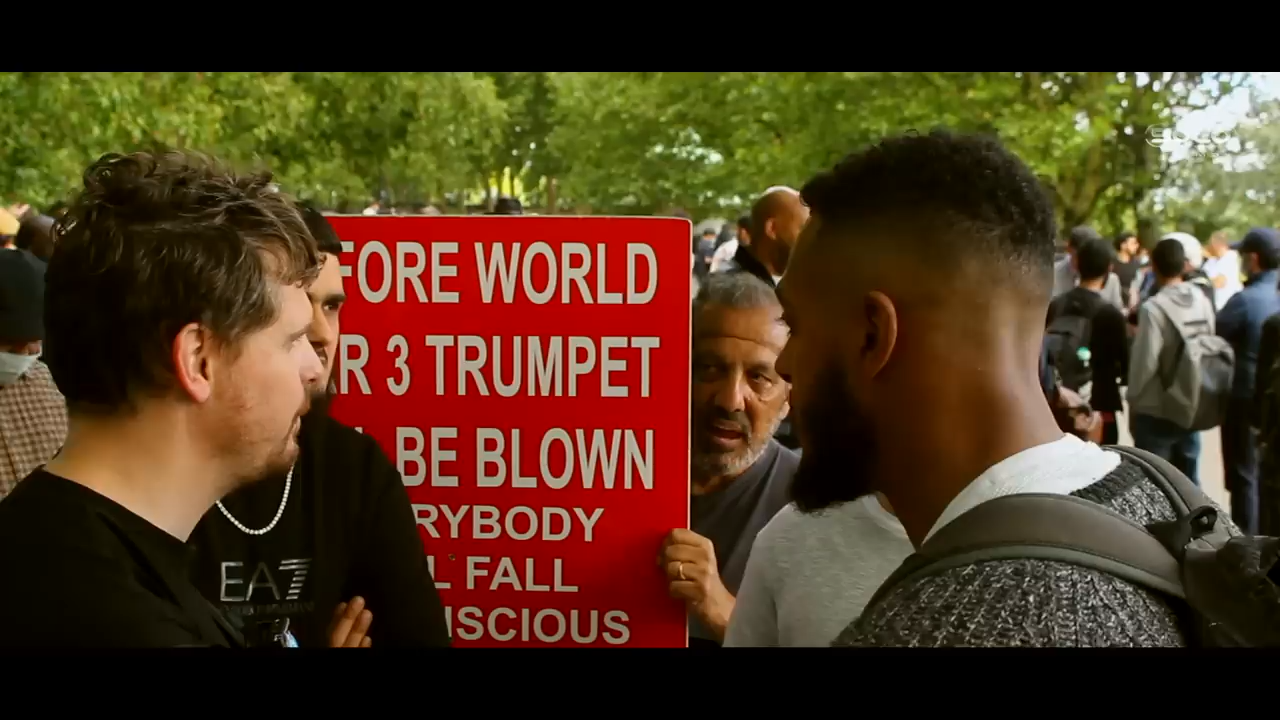 FORE WORLD
R 3 TRUMPET
BE BLOWN
RYBODY
L FALL
SCIOUS
EA7